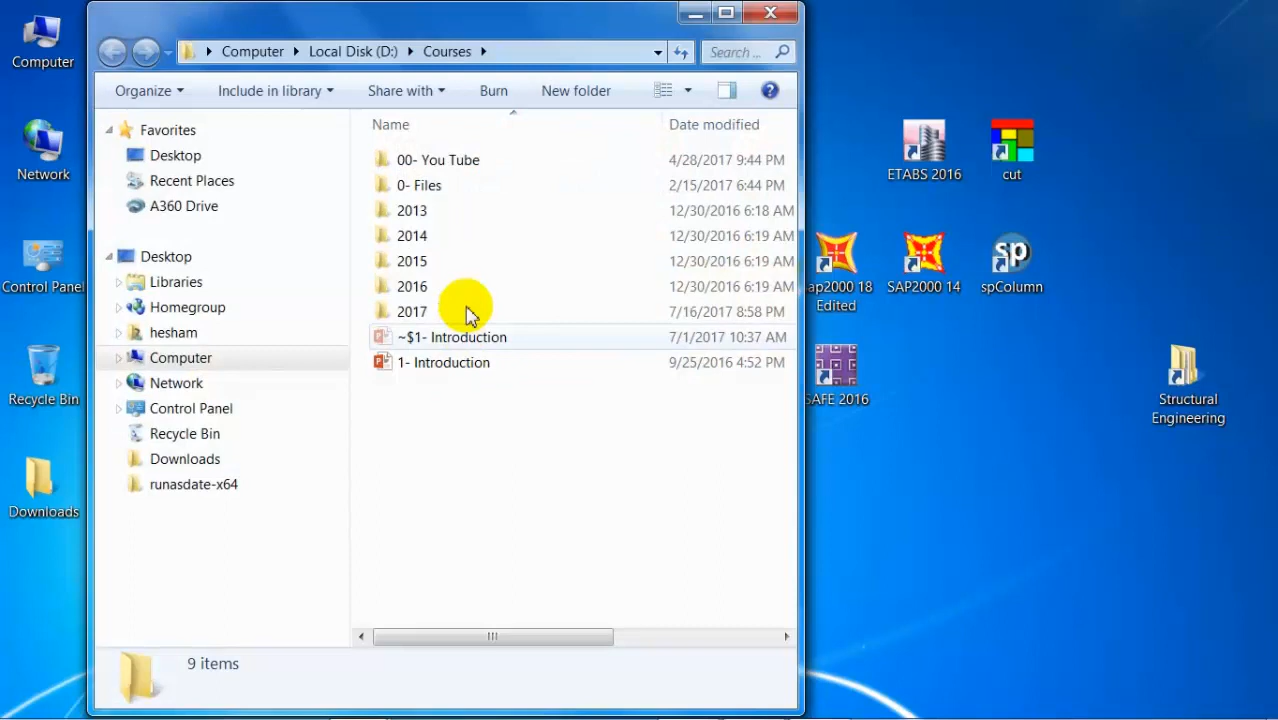 Computer
Local Disk (D:)
Courses
Search ...
Organize
Include in library
Share with
Burn
New folder
Name
Date modified
Favorites
Desktop
Recent Places
A360 Drive
Desktop
Libraries
Homegroup
hesham
Computer
Network
Control Panel
Recycle Bin
Downloads
runasdate-x64
00- You Tube 4/28/2017 9:44 PM
0- Files 2/15/2017 6:44 PM
2013 12/30/2016 6:18 AM
2014 12/30/2016 6:19 AM
2015 12/30/2016 6:19 AM
2016 12/30/2016 6:19 AM
2017 7/16/2017 8:58 PM
~$1- Introduction 7/1/2017 10:37 AM
1- Introduction 9/25/2016 4:52 PM
9 items
Computer
Network
Control Panel
Recycle Bin
Downloads
ETABS 2016
cut
ap2000 18
Edited
SAP2000 14
sp
spColumn
SAFE 2016
Structural
Engineering